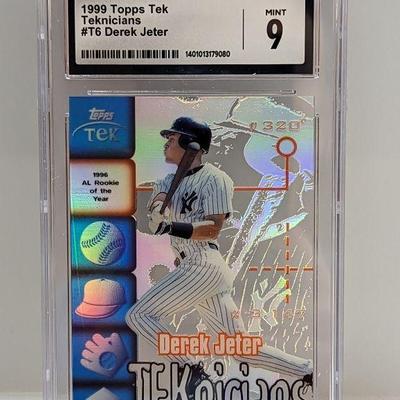 1999 Topps Tek
Teknicians
#T6 Derek Jeter
1401013179080
MINT
9
Topps
TEK
320
1996
AL Rookie
of the
Year
NY
Derek Jeter
TEKnicians